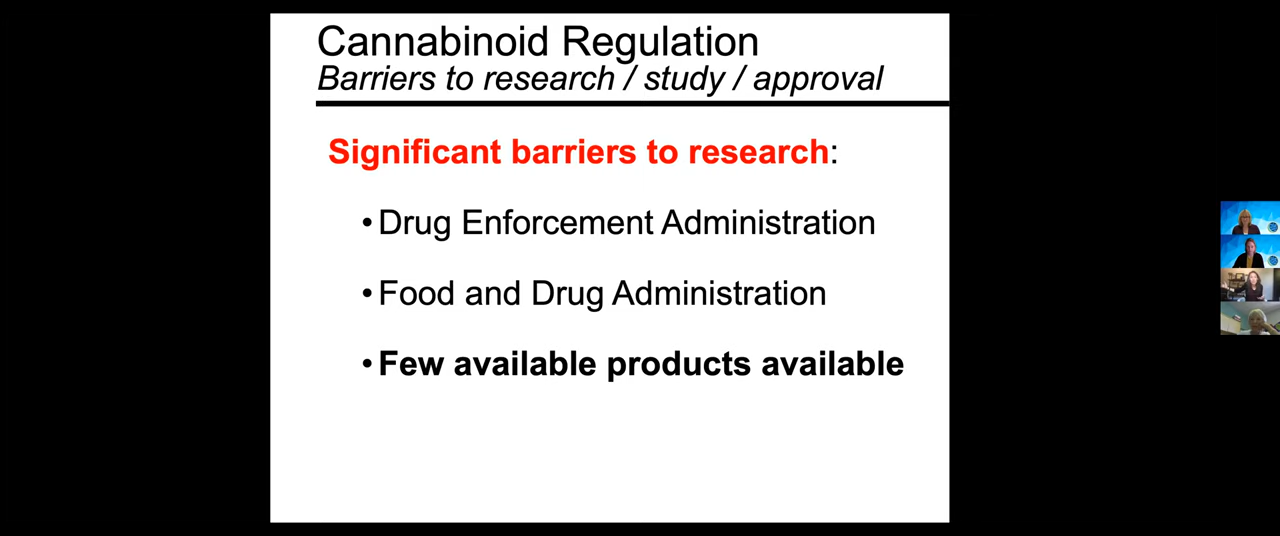 Cannabinoid Regulation
Barriers to research / study / approval
Significant barriers to research:
•Drug Enforcement Administration
•Food and Drug Administration
•Few available products available